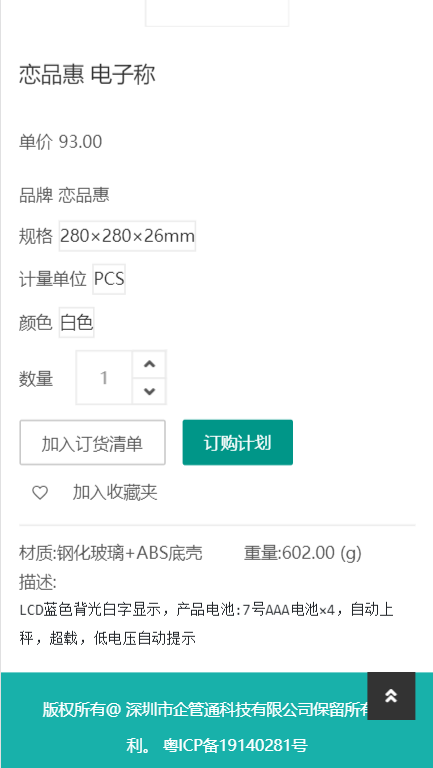 恋品惠 电子称
单价 93.00
品牌 恋品惠
规格 280×280×26mm
计量单位 PCS
颜色 白色
数量 1
加入订货清单 订购计划
加入收藏夹
材质:钢化玻璃+ABS底壳 重量:602.00 (g)
描述:
LCD蓝色背光白字显示，产品电池:7号AAA电池×4，自动上
秤，超载，低电压自动提示
版权所有@ 深圳市企管通科技有限公司保留所有
利。 粤ICP备19140281号